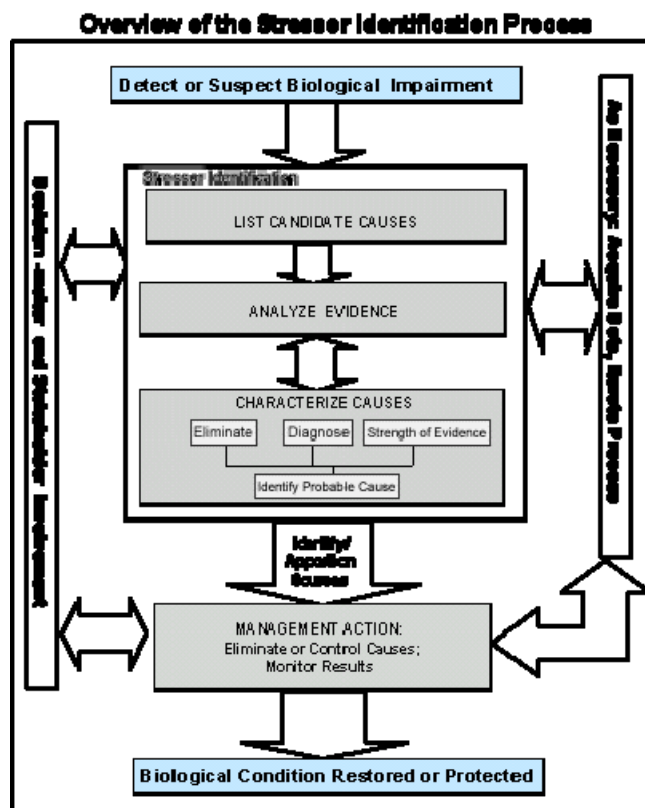 Overview of the Stresser Identification Process
Detect or Suspect Biological Impairment
Stresser Identification
LIST CANDIDATE CAUSES
ANALYZE EVIDENCE
CHARACTERIZE CAUSES
Eliminate
Diagnose
Strength of Evidence
Identify Probable Cause
Identify/
Apportion
Sources
MANAGEMENT ACTION:
Eliminate or Control Causes;
Monitor Results
Biological Condition Restored or Protected
Decision -maker and Stakeholder Involvement
As Necessary: Acquire Data, Iterate Process